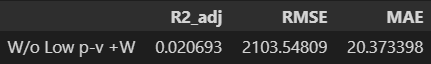 R2_adj RMSE MAE
W/o Low p-v +W 0.020693 2103.54809 20.373398